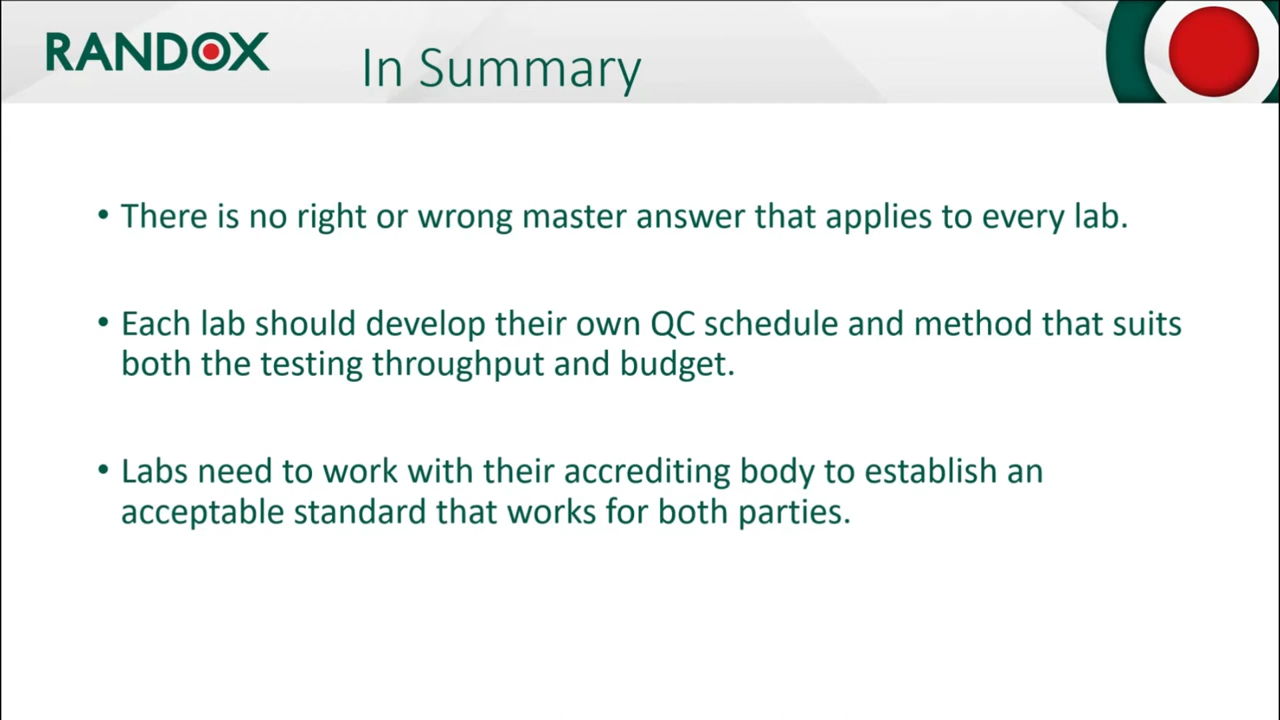 RANDOX
In Summary
• There is no right or wrong master answer that applies to every lab.
• Each lab should develop their own QC schedule and method that suits
both the testing throughput and budget.
• Labs need to work with their accrediting body to establish an
acceptable standard that works for both parties.